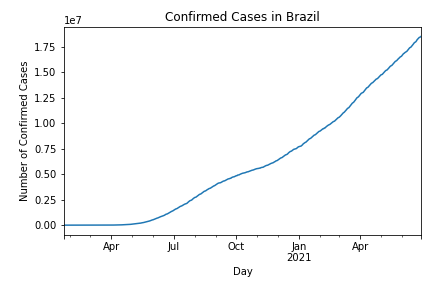 Confirmed Cases in Brazil
1e7
1.75
1.50
1.25
1.00
0.75
0.50
0.25
0.00
Number of Confirmed Cases
Apr Jul Oct Jan Apr
2021
Day